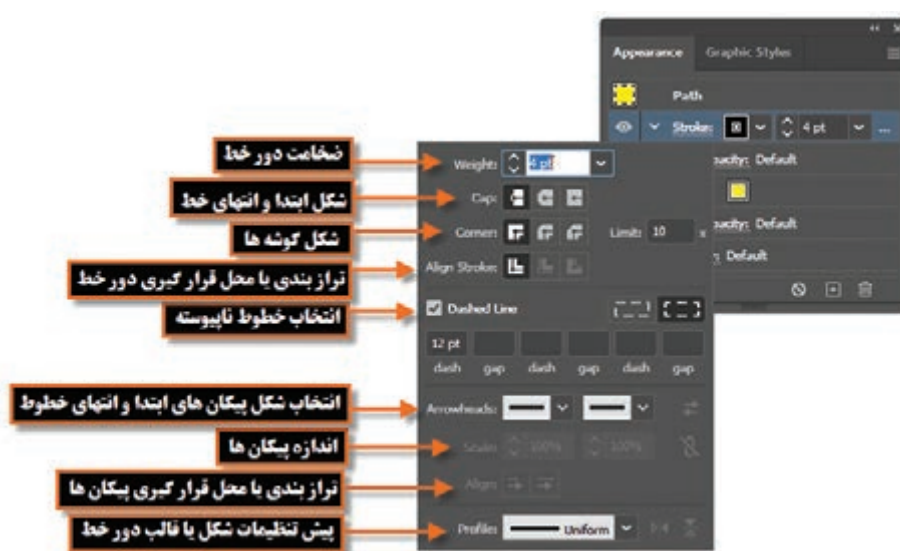 Appearance Graphic Styles
Path
Stroke: 4 pt
ضخامت دور خط
Weight: 4 pt
Opacity: Default
شکل ابتدا و انتهای خط
Cap:
شکل گوشه ها
Corner: Limit: 10 x
Opacity: Default
تراز بندی یا محل قرار گیری دور خط
Align Stroke:
Default
انتخاب خطوط ناپیوسته
Dashed Line
12 pt
dash gap dash gap dash gap
انتخاب شکل پیکان های ابتدا و انتهای خطوط
Arrowheads:
اندازه پیکان ها
Scale: 100% 100%
تراز بندی یا محل قرار گیری پیکان ها
Align:
پیش تنظیمات شکل یا قالب دور خط
Profile: Uniform